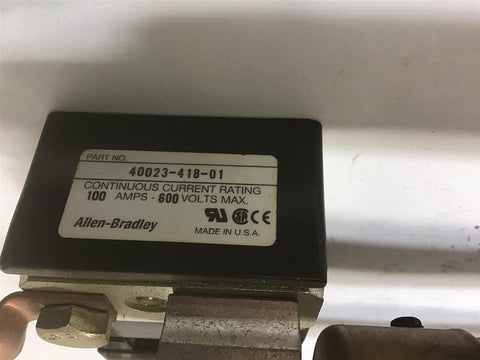 PART NO.
40023-418-01
CONTINUOUS CURRENT RATING
100 AMPS - 600 VOLTS MAX.
Allen-Bradley
MADE IN U.S.A.